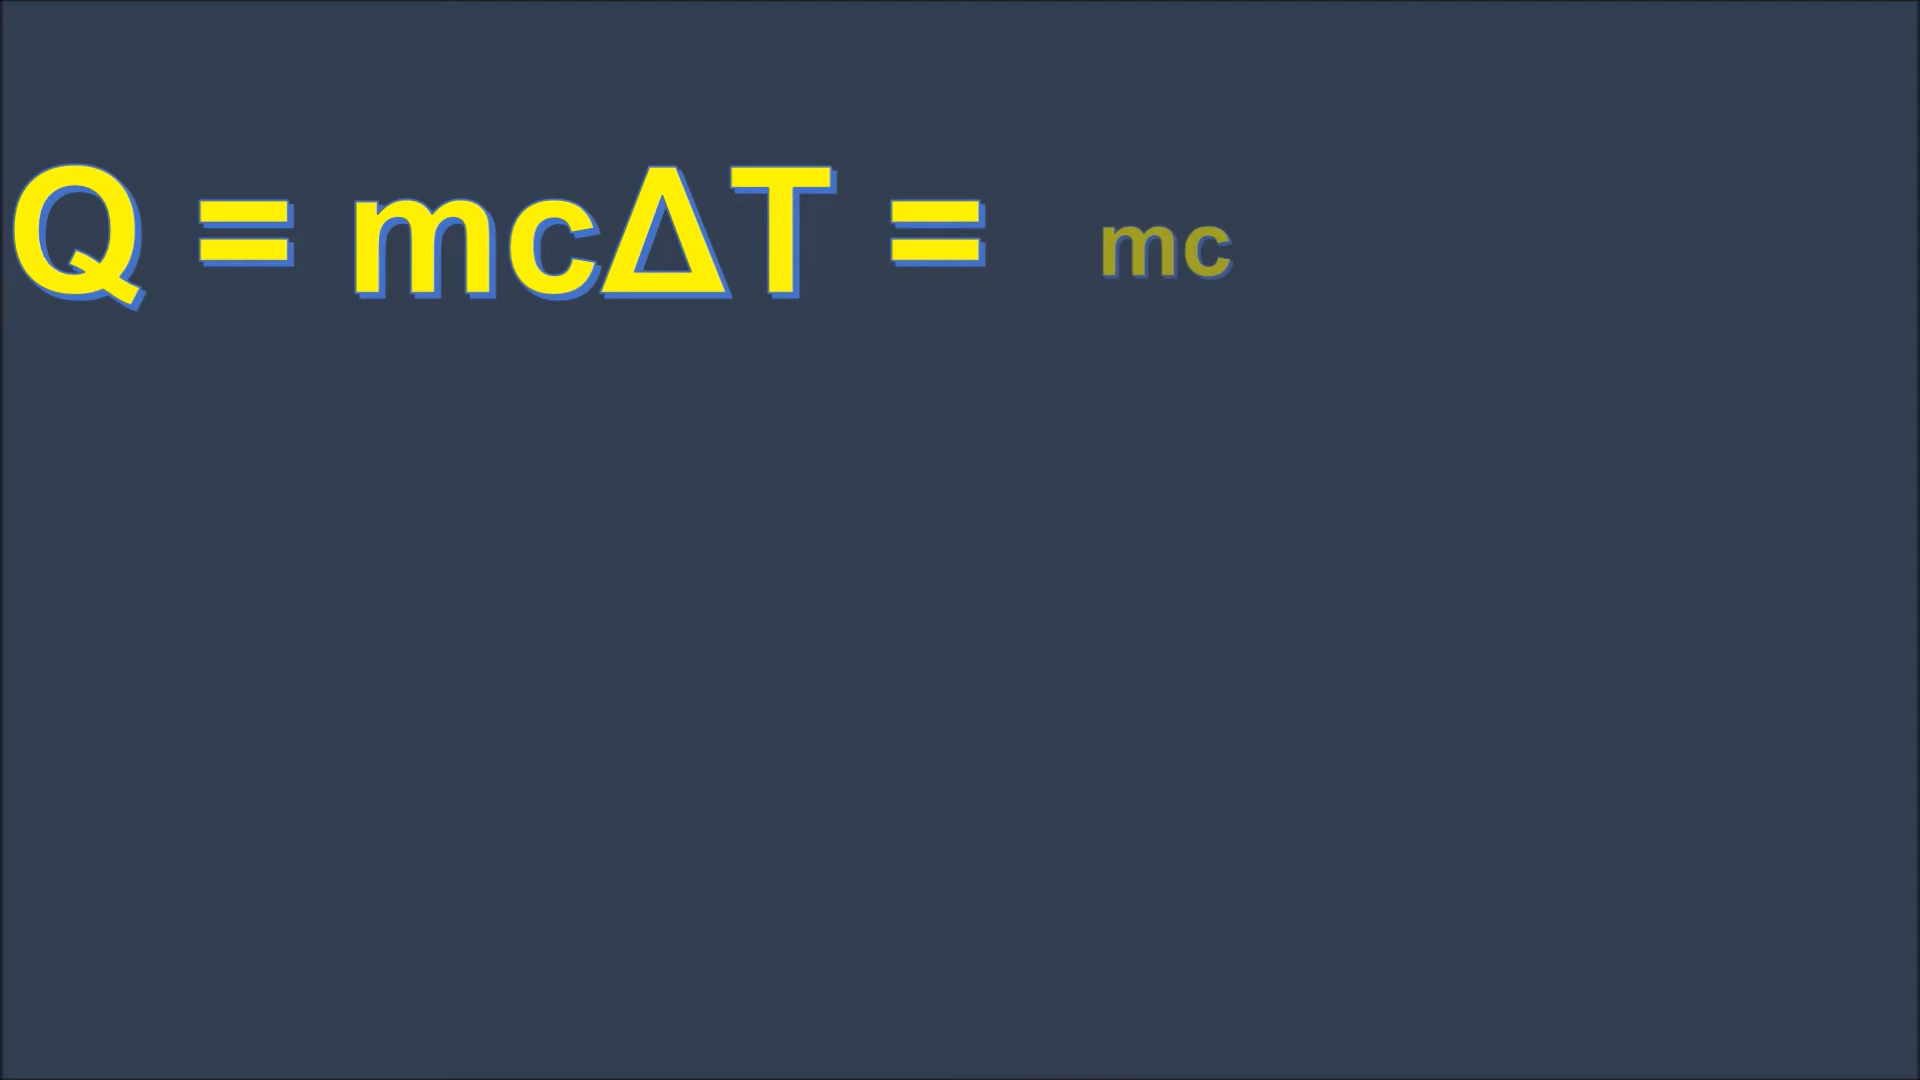 Q = mcΔT = mc